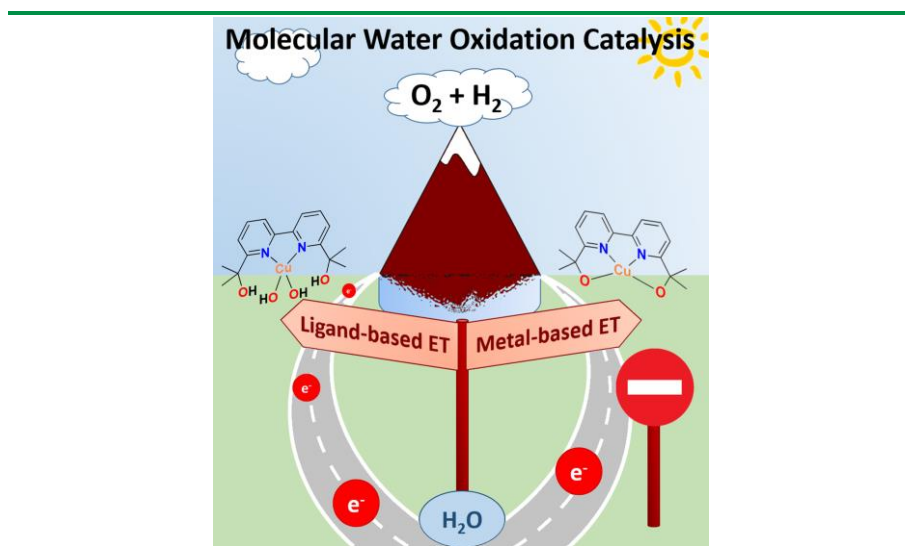 Molecular Water Oxidation Catalysis
O₂ + H₂
N
N
Cu
OH
HO
OH
HO
N
N
Cu
O
O
e⁻
Ligand-based ET
Metal-based ET
e⁻
e⁻
e⁻
H₂O